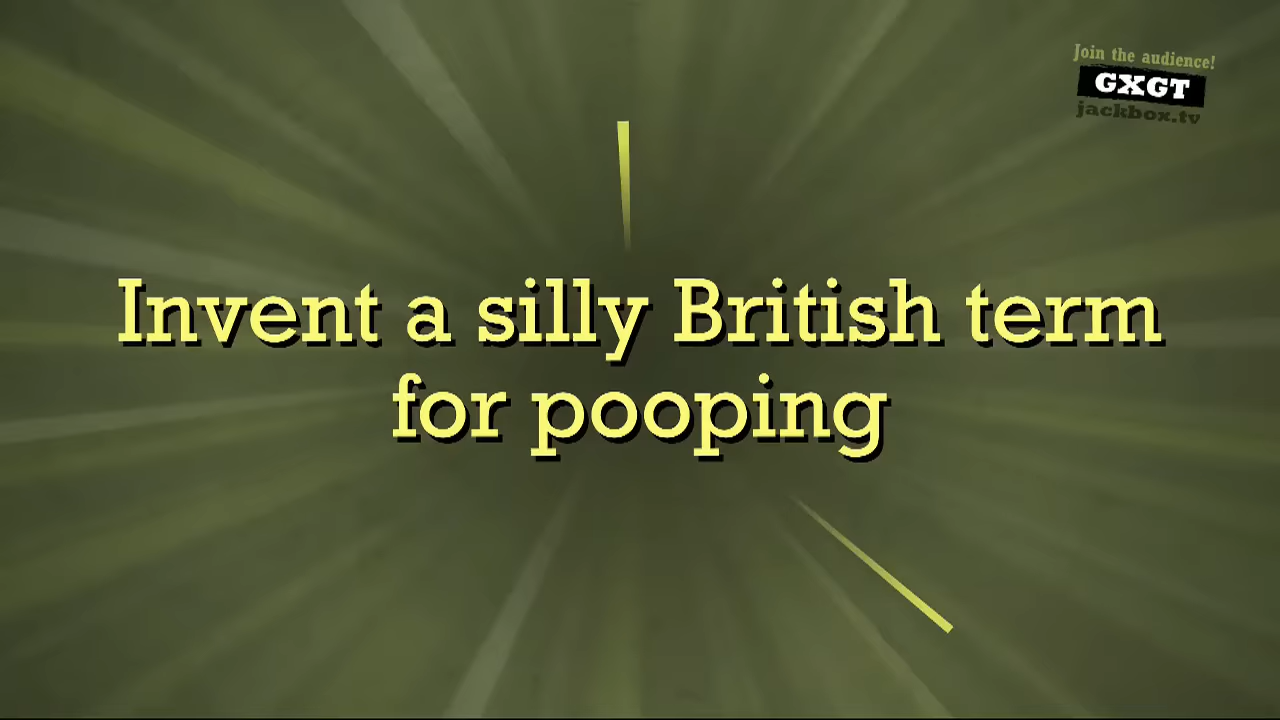 Join the audience!
GXGT
jackbox.tv
Invent a silly British term
for pooping